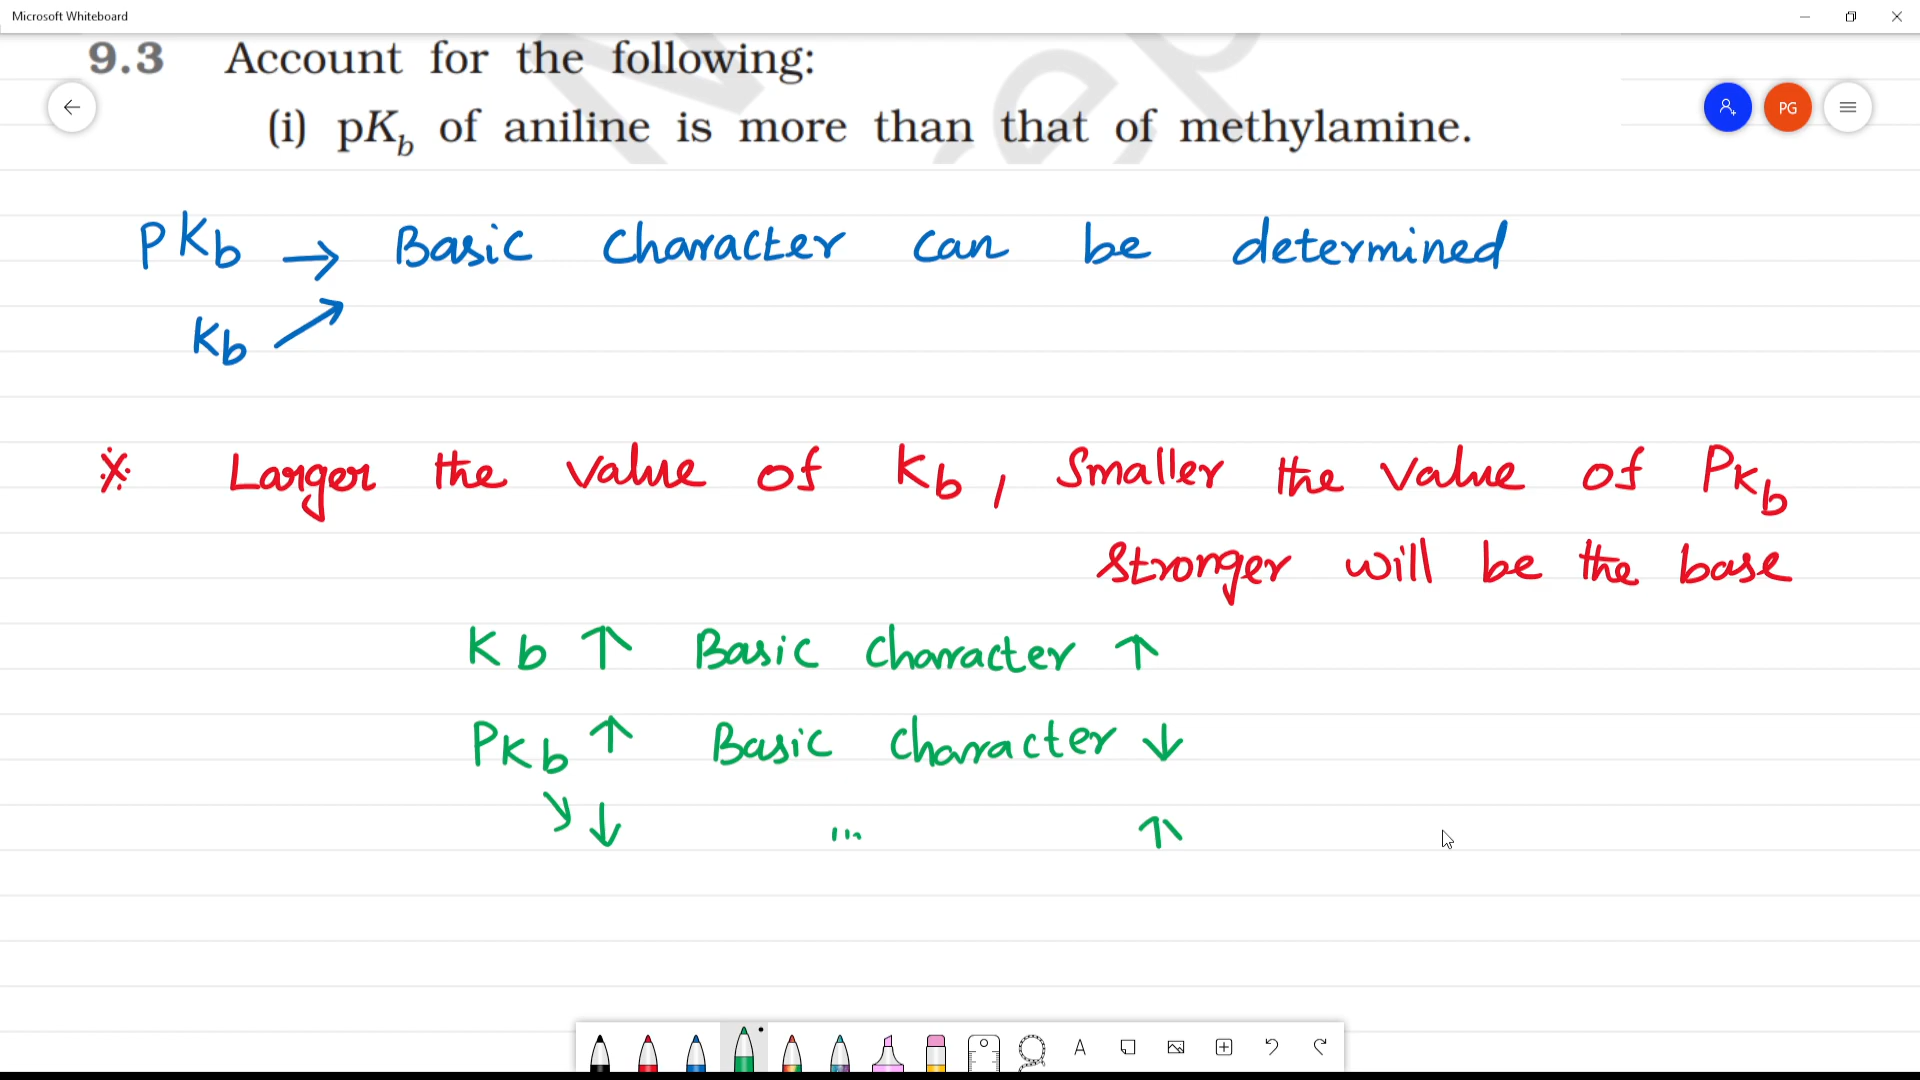 Microsoft Whiteboard
9.3 Account for the following:
(i) pKb of aniline is more than that of methylamine.
PG
PKb → Basic Character can be determined
Kb ↗
※ Larger the value of Kb, Smaller the value of PKb
Stronger will be the base
Kb ↑ Basic Character ↑
PKb ↑ Basic Character ↓
↘ ↓ ... ↑
A